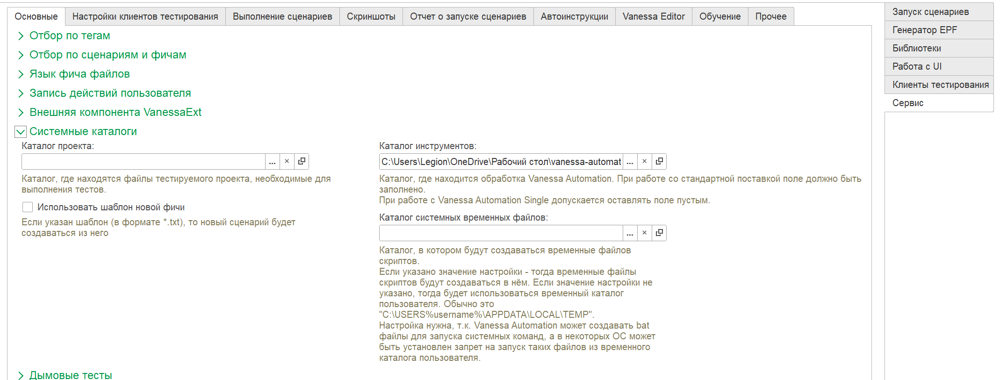 Основные
Настройки клиентов тестирования
Выполнение сценариев
Скриншоты
Отчет о запуске сценариев
Автоинструкции
Vanessa Editor
Обучение
Прочее
Запуск сценариев
Генератор EPF
Библиотеки
Работа с UI
Клиенты тестирования
Сервис
Отбор по тегам
Отбор по сценариям и фичам
Язык фича файлов
Запись действий пользователя
Внешняя компонента VanessaExt
Системные каталоги
Каталог проекта:
Каталог, где находятся файлы тестируемого проекта, необходимые для
выполнения тестов.
Использовать шаблон новой фичи
Если указан шаблон (в формате *.txt), то новый сценарий будет
создаваться из него
Каталог инструментов:
C:\Users\Legion\OneDrive\Рабочий стол\vanessa-automat
Каталог, где находится обработка Vanessa Automation. При работе со стандартной поставкой поле должно быть
заполнено.
При работе с Vanessa Automation Single допускается оставлять поле пустым.
Каталог системных временных файлов:
Каталог, в котором будут создаваться временные файлов
скриптов.
Если указано значение настройки - тогда временные файлы
скриптов будут создаваться в нём. Если значение настройки не
указано, тогда будет использоваться временный каталог
пользователя. Обычно это
"C:\USERS%username%\APPDATA\LOCAL\TEMP".
Настройка нужна, т.к. Vanessa Automation может создавать bat
файлы для запуска системных команд, а в некоторых ОС может
быть установлен запрет на запуск таких файлов из временного
каталога пользователя.
Дымовые тесты